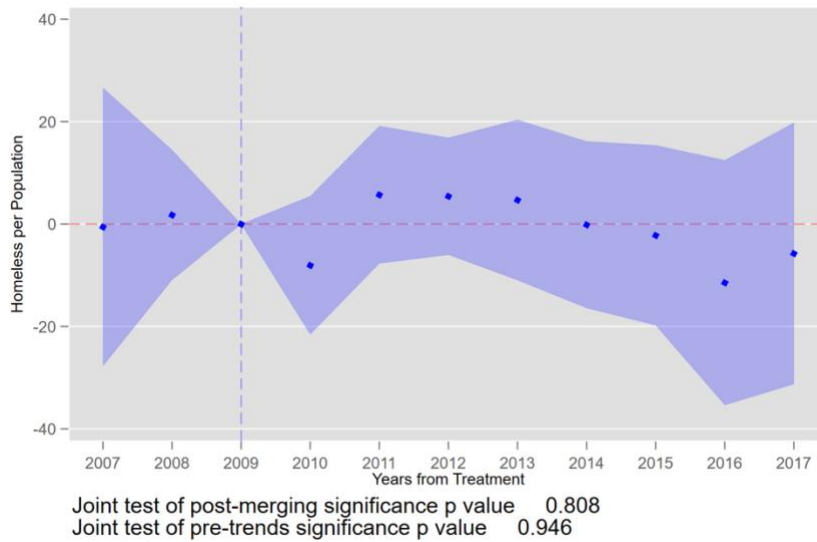 40
20
0
-20
-40
Homeless per Population
2007 2008 2009 2010 2011 2012 2013 2014 2015 2016 2017
Years from Treatment
Joint test of post-merging significance p value 0.808
Joint test of pre-trends significance p value 0.946